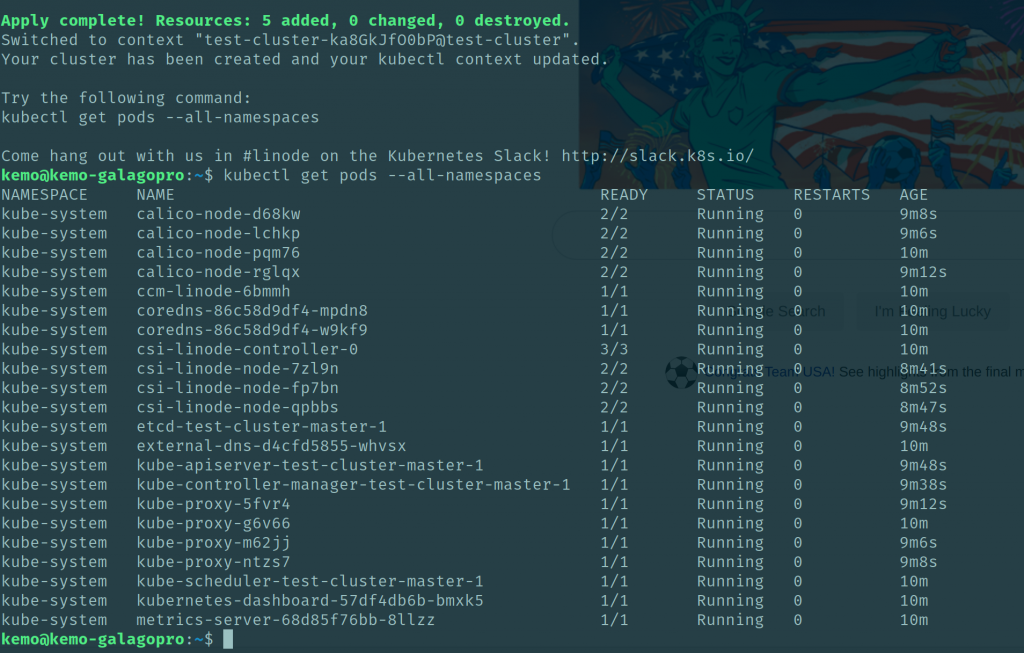 Apply complete! Resources: 5 added, 0 changed, 0 destroyed.
Switched to context "test-cluster-ka8GkJfO0bP@test-cluster".
Your cluster has been created and your kubectl context updated.
Try the following command:
kubectl get pods --all-namespaces
Come hang out with us in #linode on the Kubernetes Slack! http://slack.k8s.io/
kemo@kemo-galagopro:~$ kubectl get pods --all-namespaces
NAMESPACE NAME READY STATUS RESTARTS AGE
kube-system calico-node-d68kw 2/2 Running 0 9m8s
kube-system calico-node-lchkp 2/2 Running 0 9m6s
kube-system calico-node-pqm76 2/2 Running 0 10m
kube-system calico-node-rglqx 2/2 Running 0 9m12s
kube-system ccm-linode-6bmmh 1/1 Running 0 10m
kube-system coredns-86c58d9df4-mpdn8 1/1 Running 0 10m
Search
I'm Lucky
kube-system coredns-86c58d9df4-w9kf9 1/1 Running 0 10m
kube-system csi-linode-controller-0 3/3 Running 0 10m
kube-system csi-linode-node-7zl9n 2/2 Running 0 8m41s
Team USA! See highlights from the final
kube-system csi-linode-node-fp7bn 2/2 Running 0 8m52s
kube-system csi-linode-node-qpbbs 2/2 Running 0 8m47s
kube-system etcd-test-cluster-master-1 1/1 Running 0 9m48s
kube-system external-dns-d4cfd5855-whvsx 1/1 Running 0 10m
kube-system kube-apiserver-test-cluster-master-1 1/1 Running 0 9m48s
kube-system kube-controller-manager-test-cluster-master-1 1/1 Running 0 9m38s
kube-system kube-proxy-5fvr4 1/1 Running 0 9m12s
kube-system kube-proxy-g6v66 1/1 Running 0 10m
kube-system kube-proxy-m62jj 1/1 Running 0 9m6s
kube-system kube-proxy-ntzs7 1/1 Running 0 9m8s
kube-system kube-scheduler-test-cluster-master-1 1/1 Running 0 10m
kube-system kubernetes-dashboard-57df4db6b-bmxk5 1/1 Running 0 10m
kube-system metrics-server-68d85f76bb-8llzz 1/1 Running 0 10m
kemo@kemo-galagopro:~$